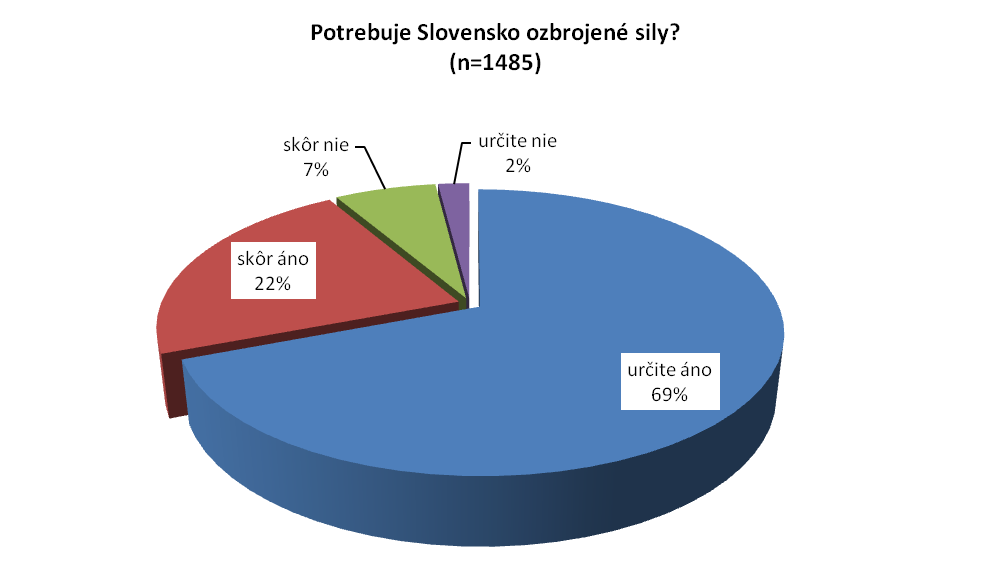 Potrebuje Slovensko ozbrojené sily?
(n=1485)
skôr nie
7%
určite nie
2%
skôr áno
22%
určite áno
69%